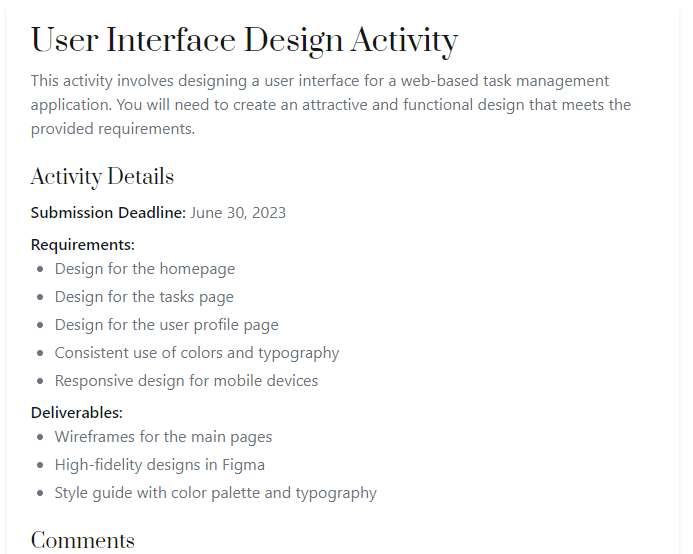 User Interface Design Activity
This activity involves designing a user interface for a web-based task management
application. You will need to create an attractive and functional design that meets the
provided requirements.
Activity Details
Submission Deadline: June 30, 2023
Requirements:
Design for the homepage
Design for the tasks page
Design for the user profile page
Consistent use of colors and typography
Responsive design for mobile devices
Deliverables:
Wireframes for the main pages
High-fidelity designs in Figma
Style guide with color palette and typography
Comments